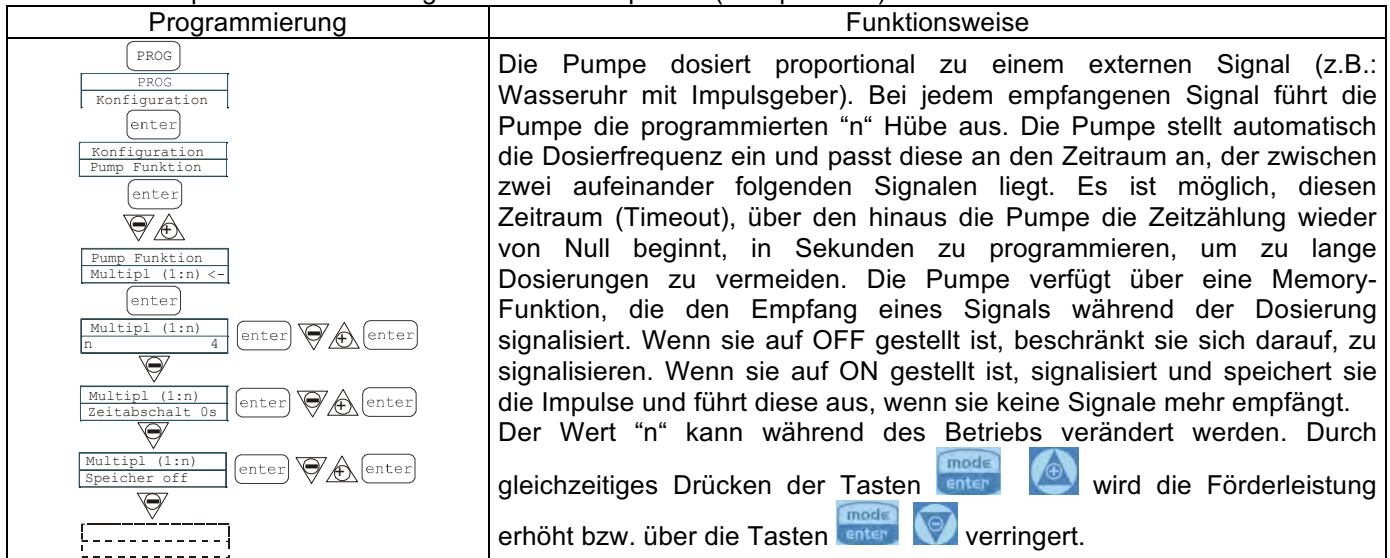 Programmierung
Funktionsweise
PROG
PROG
Konfiguration
enter
Konfiguration
Pump Funktion
enter
Pump Funktion
Multipl (1:n) <-
enter
Multipl (1:n)
n 4
enter enter
Multipl (1:n)
Zeitabschalt 0s
enter enter
Multipl (1:n)
Speicher off
enter enter
Die Pumpe dosiert proportional zu einem externen Signal (z.B.:
Wasseruhr mit Impulsgeber). Bei jedem empfangenen Signal führt die
Pumpe die programmierten “n“ Hübe aus. Die Pumpe stellt automatisch
die Dosierfrequenz ein und passt diese an den Zeitraum an, der zwischen
zwei aufeinander folgenden Signalen liegt. Es ist möglich, diesen
Zeitraum (Timeout), über den hinaus die Pumpe die Zeitzählung wieder
von Null beginnt, in Sekunden zu programmieren, um zu lange
Dosierungen zu vermeiden. Die Pumpe verfügt über eine Memory-
Funktion, die den Empfang eines Signals während der Dosierung
signalisiert. Wenn sie auf OFF gestellt ist, beschränkt sie sich darauf, zu
signalisieren. Wenn sie auf ON gestellt ist, signalisiert und speichert sie
die Impulse und führt diese aus, wenn sie keine Signale mehr empfängt.
Der Wert “n“ kann während des Betriebs verändert werden. Durch
gleichzeitiges Drücken der Tasten mode enter wird die Förderleistung
erhöht bzw. über die Tasten mode enter verringert.